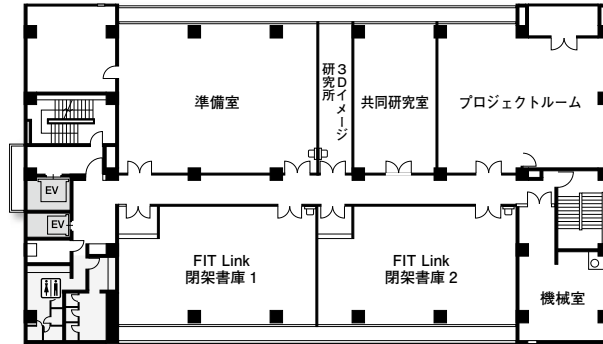 準備室
3Dイメージ
研究所
共同研究室
プロジェクトルーム
EV
EV
FIT Link
閉架書庫 1
FIT Link
閉架書庫 2
機械室